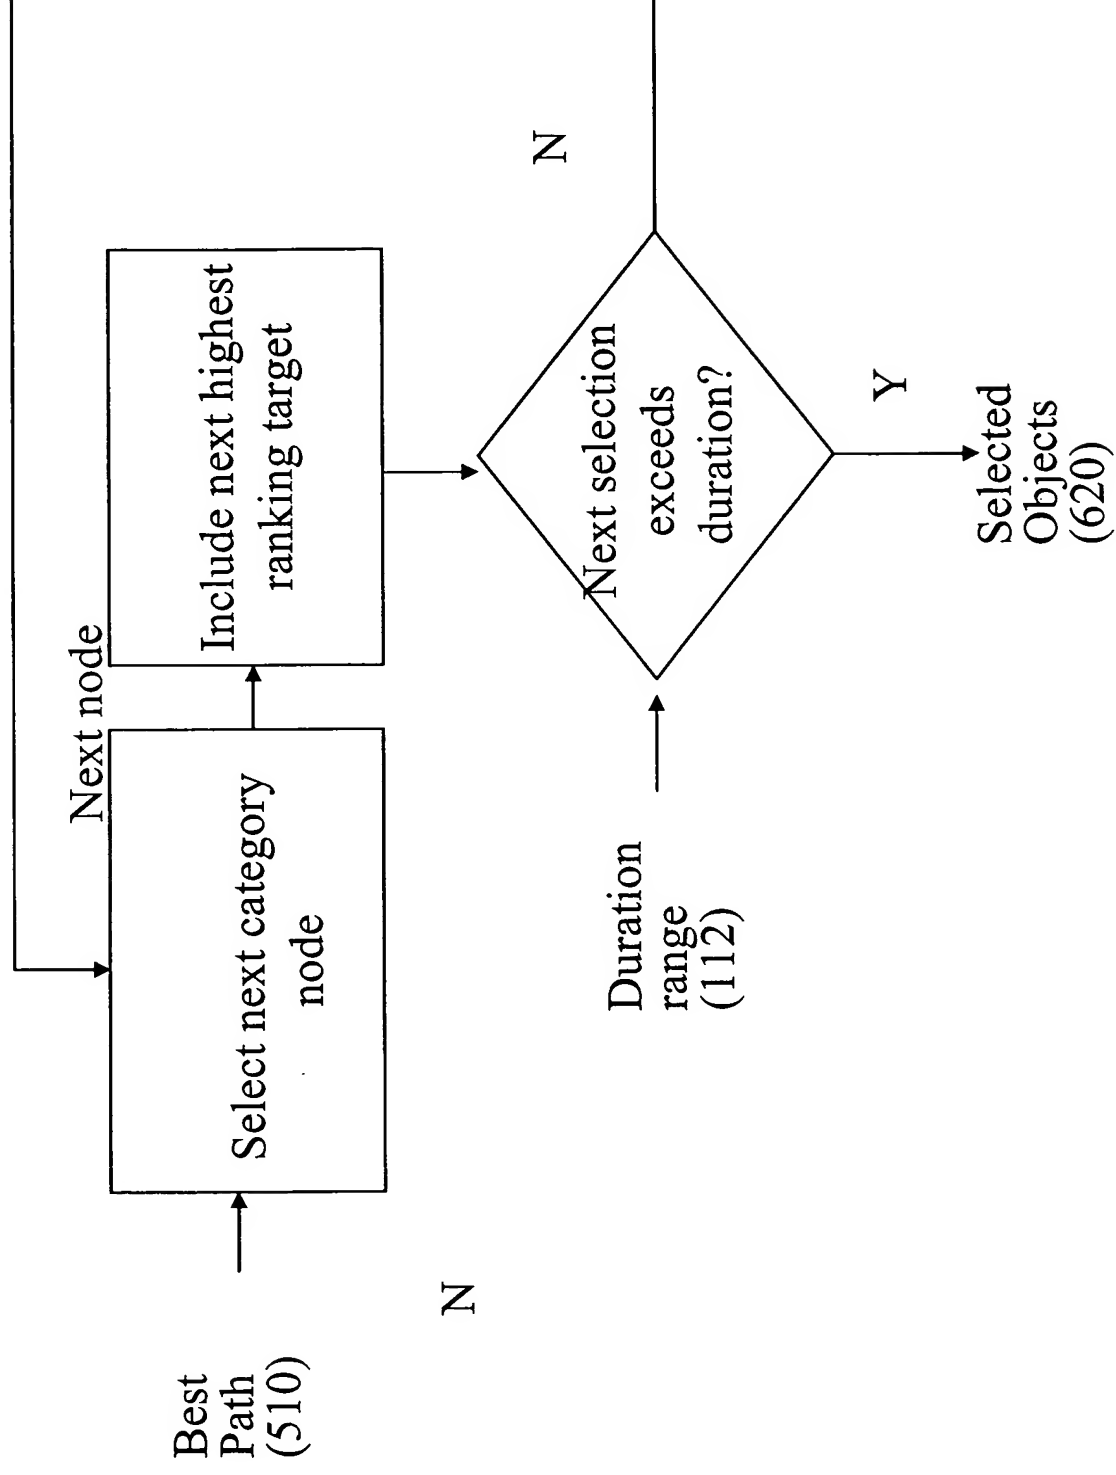 Best
Path
(510)
Select next category
node
Next node
Include next highest
ranking target
N
Duration
range
(112)
Next selection
exceeds
duration?
N
Y
Selected
Objects
(620)